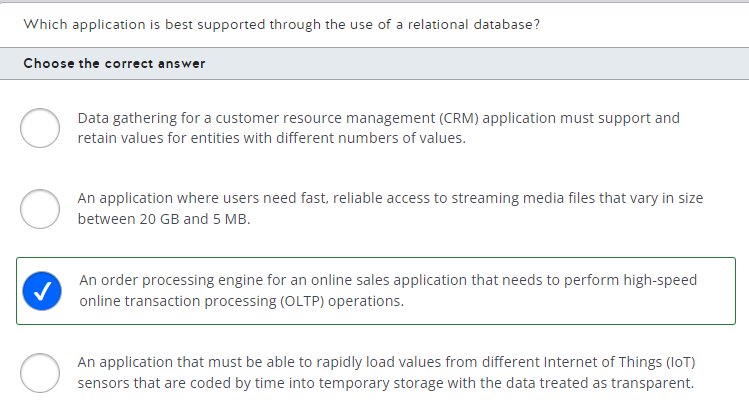 Which application is best supported through the use of a relational database?
Choose the correct answer
Data gathering for a customer resource management (CRM) application must support and
retain values for entities with different numbers of values.
An application where users need fast, reliable access to streaming media files that vary in size
between 20 GB and 5 MB.
An order processing engine for an online sales application that needs to perform high-speed
online transaction processing (OLTP) operations.
An application that must be able to rapidly load values from different Internet of Things (IoT)
sensors that are coded by time into temporary storage with the data treated as transparent.